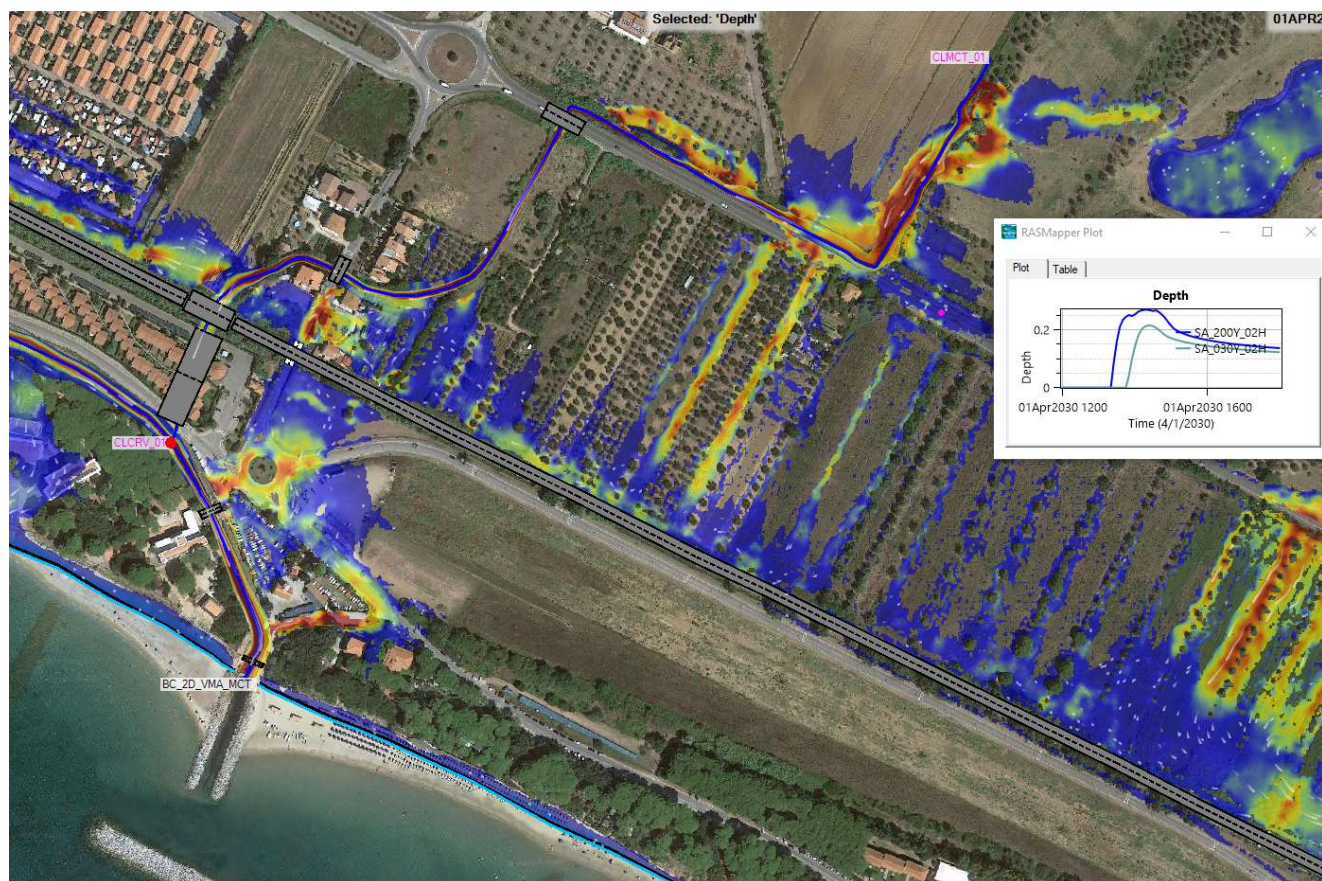 Selected: 'Depth'
01APR2
CLMCT_01
RASMapper Plot
Plot
Table
Depth
0.2
SA_200Y_02H
SA_030Y_02H
Depth
0
01Apr2030 1200
01Apr2030 1600
Time (4/1/2030)
CLCRV_01
BC_2D_VMA_MCT